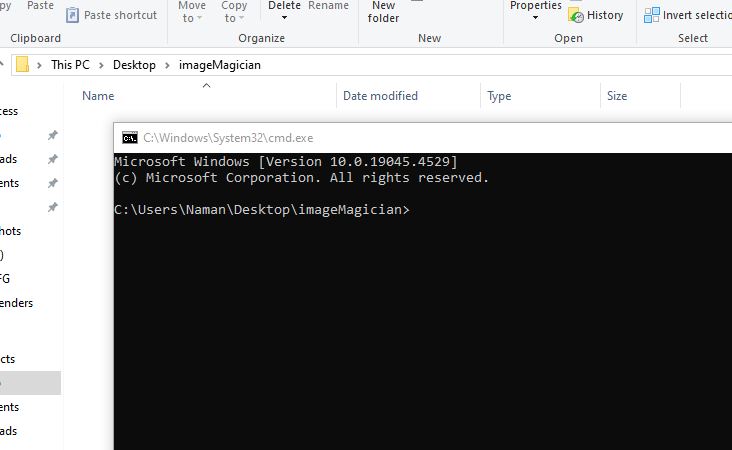 py Paste Paste shortcut Move to Copy to Delete Rename New folder Properties History Invert selectio
Clipboard Organize New Open Select
This PC > Desktop > imageMagician
Name Date modified Type Size
cess
ads
ents
hots
)
FG
enders
cts
ents
ads
C:\Windows\System32\cmd.exe
Microsoft Windows [Version 10.0.19045.4529]
(c) Microsoft Corporation. All rights reserved.
C:\Users\Naman\Desktop\imageMagician>